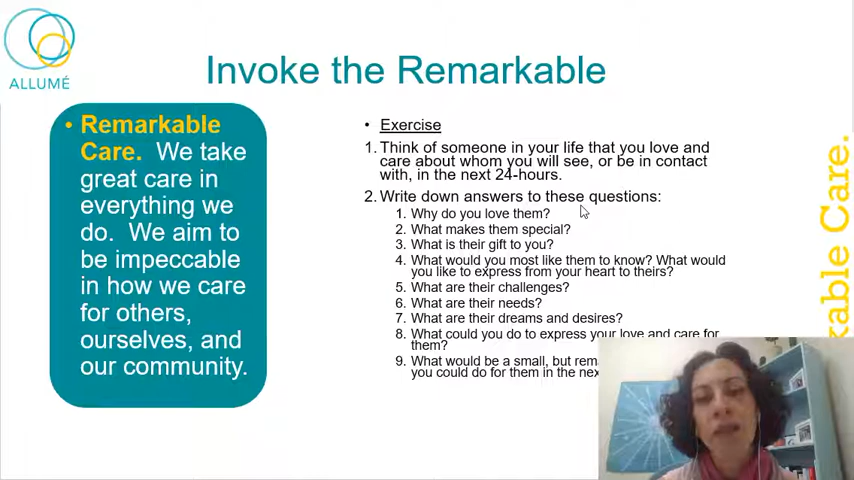 ALLUMÉ
Invoke the Remarkable
• Remarkable
Care. We take
great care in
everything we
do. We aim to
be impeccable
in how we care
for others,
ourselves, and
our community.
• Exercise
1. Think of someone in your life that you love and
care about whom you will see, or be in contact
with, in the next 24-hours.
2. Write down answers to these questions:
1. Why do you love them?
2. What makes them special?
3. What is their gift to you?
4. What would you most like them to know? What would
you like to express from your heart to theirs?
5. What are their challenges?
6. What are their needs?
7. What are their dreams and desires?
8. What could you do to express your love and care for
them?
9. What would be a small, but
you could do for them in the
Care.